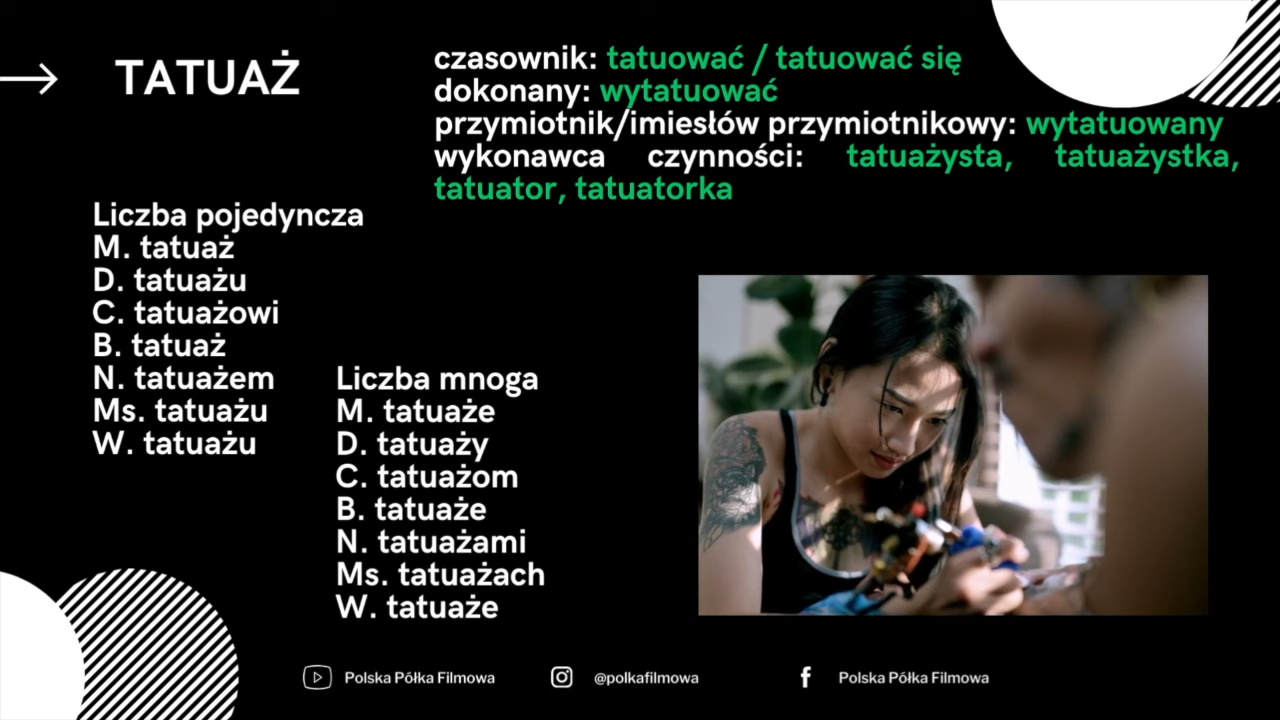 TATUAŻ
czasownik: tatuować / tatuować się
dokonany: wytatuować
przymiotnik/imiesłów przymiotnikowy: wytatuowany
wykonawca czynności: tatuażysta, tatuażystka,
tatuator, tatuatorka
Liczba pojedyncza
M. tatuaż
D. tatuażu
C. tatuażowi
B. tatuaż
N. tatuażem
Ms. tatuażu
W. tatuażu
Liczba mnoga
M. tatuaże
D. tatuaży
C. tatuażom
B. tatuaże
N. tatuażami
Ms. tatuażach
W. tatuaże
Polska Półka Filmowa
@polkafilmowa
Polska Półka Filmowa